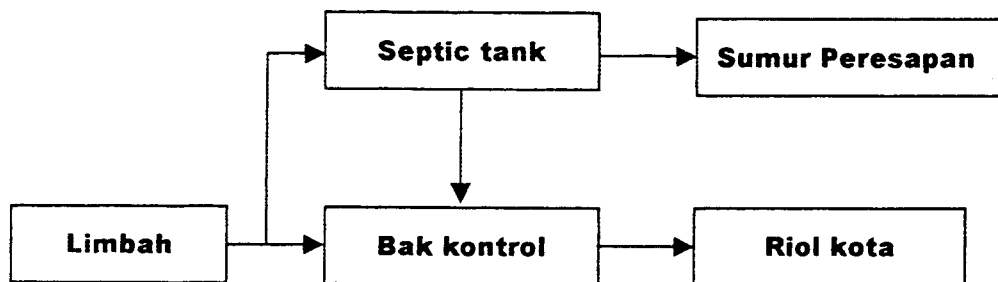 Septic tank
Sumur Peresapan
Limbah
Bak kontrol
Riol kota